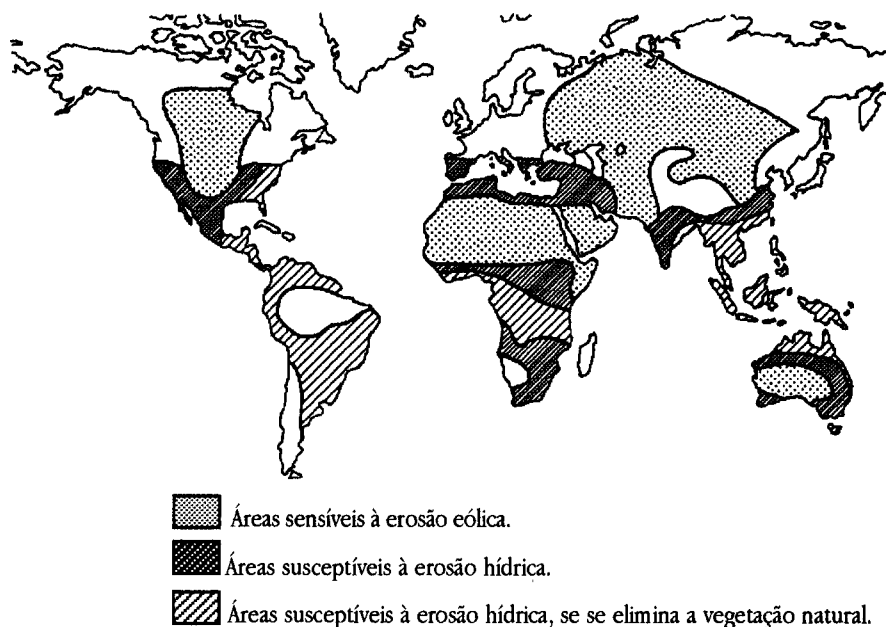 Áreas sensíveis à erosão eólica.
Áreas susceptíveis à erosão hídrica.
Áreas susceptíveis à erosão hídrica, se se elimina a vegetação natural.